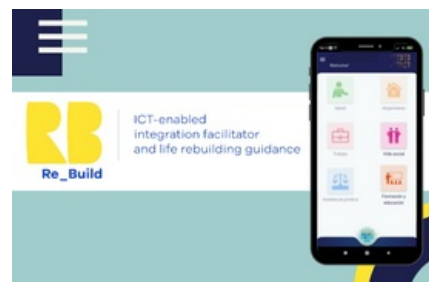 RB
Re_Build
ICT-enabled
integration facilitator
and life rebuilding guidance
Welcome!
Salud
Alojamiento
Trabajo
Vida social
Asistencia jurídica
Formación y
educación